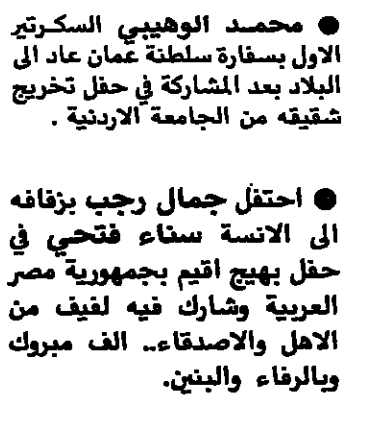 ● محمـد الوهيبي السكـرتير
الاول بسفارة سلطنة عمان عاد الى
البلاد بعد المشاركة في حفل تخريج
شقيقه من الجامعة الاردنية .
● احتفل جمال رجب بزفافه
الى الانسة سناء فتحي في
حفل بهيج اقيم بجمهورية مصر
العربية وشارك فيه لفيف من
الاهل والاصدقاء.. الف مبروك
وبالرفاء والبنين.